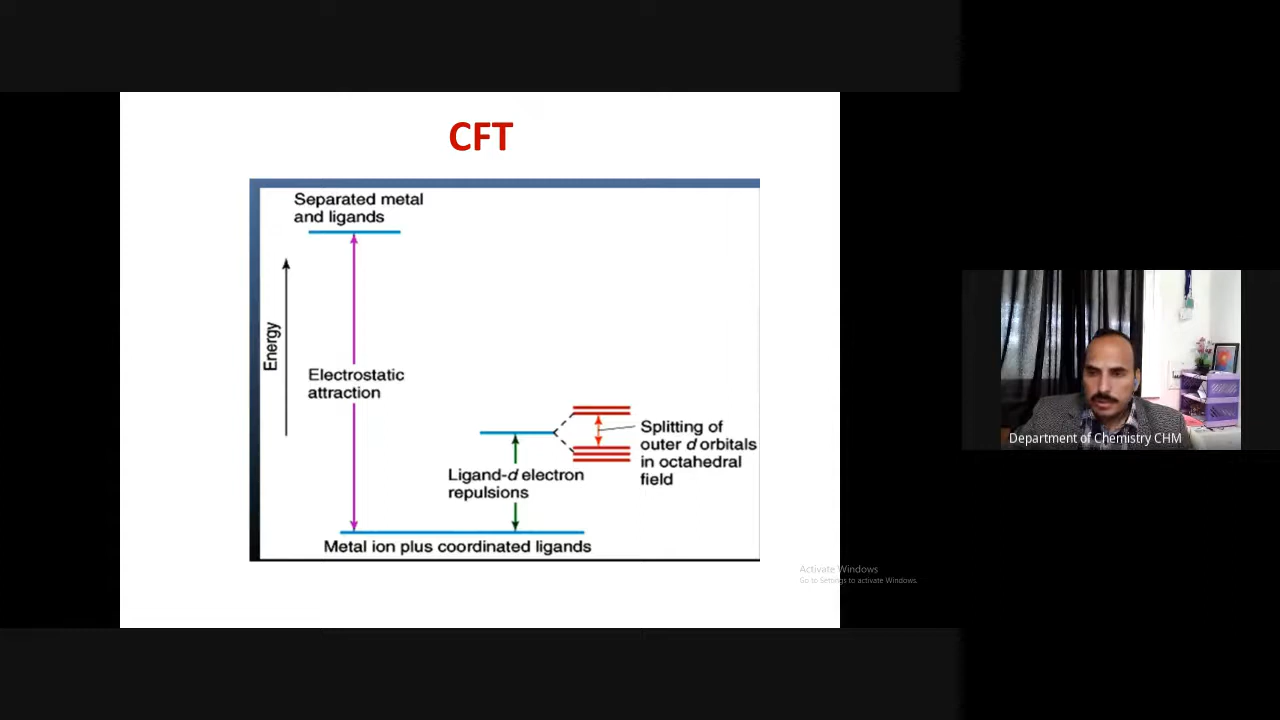 CFT
Separated metal
and ligands
Energy
Electrostatic
attraction
Splitting of
outer d orbitals
in octahedral
field
Ligand-d electron
repulsions
Metal ion plus coordinated ligands
Department of Chemistry CHM
Activate Windows
Go to Settings to activate Windows.